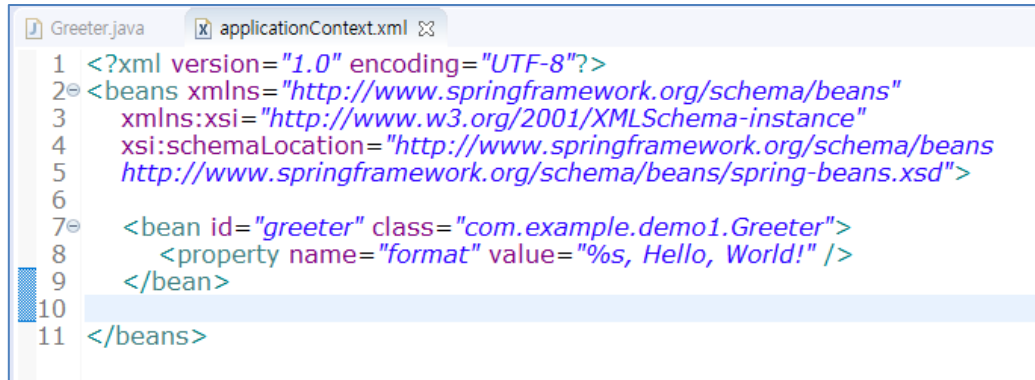 Greeter.java applicationContext.xml
1 <?xml version="1.0" encoding="UTF-8"?>
2 <beans xmlns="http://www.springframework.org/schema/beans"
3 xmlns:xsi="http://www.w3.org/2001/XMLSchema-instance"
4 xsi:schemaLocation="http://www.springframework.org/schema/beans
5 http://www.springframework.org/schema/beans/spring-beans.xsd">
6
7 <bean id="greeter" class="com.example.demo1.Greeter">
8 <property name="format" value="%s, Hello, World!" />
9 </bean>
10
11 </beans>